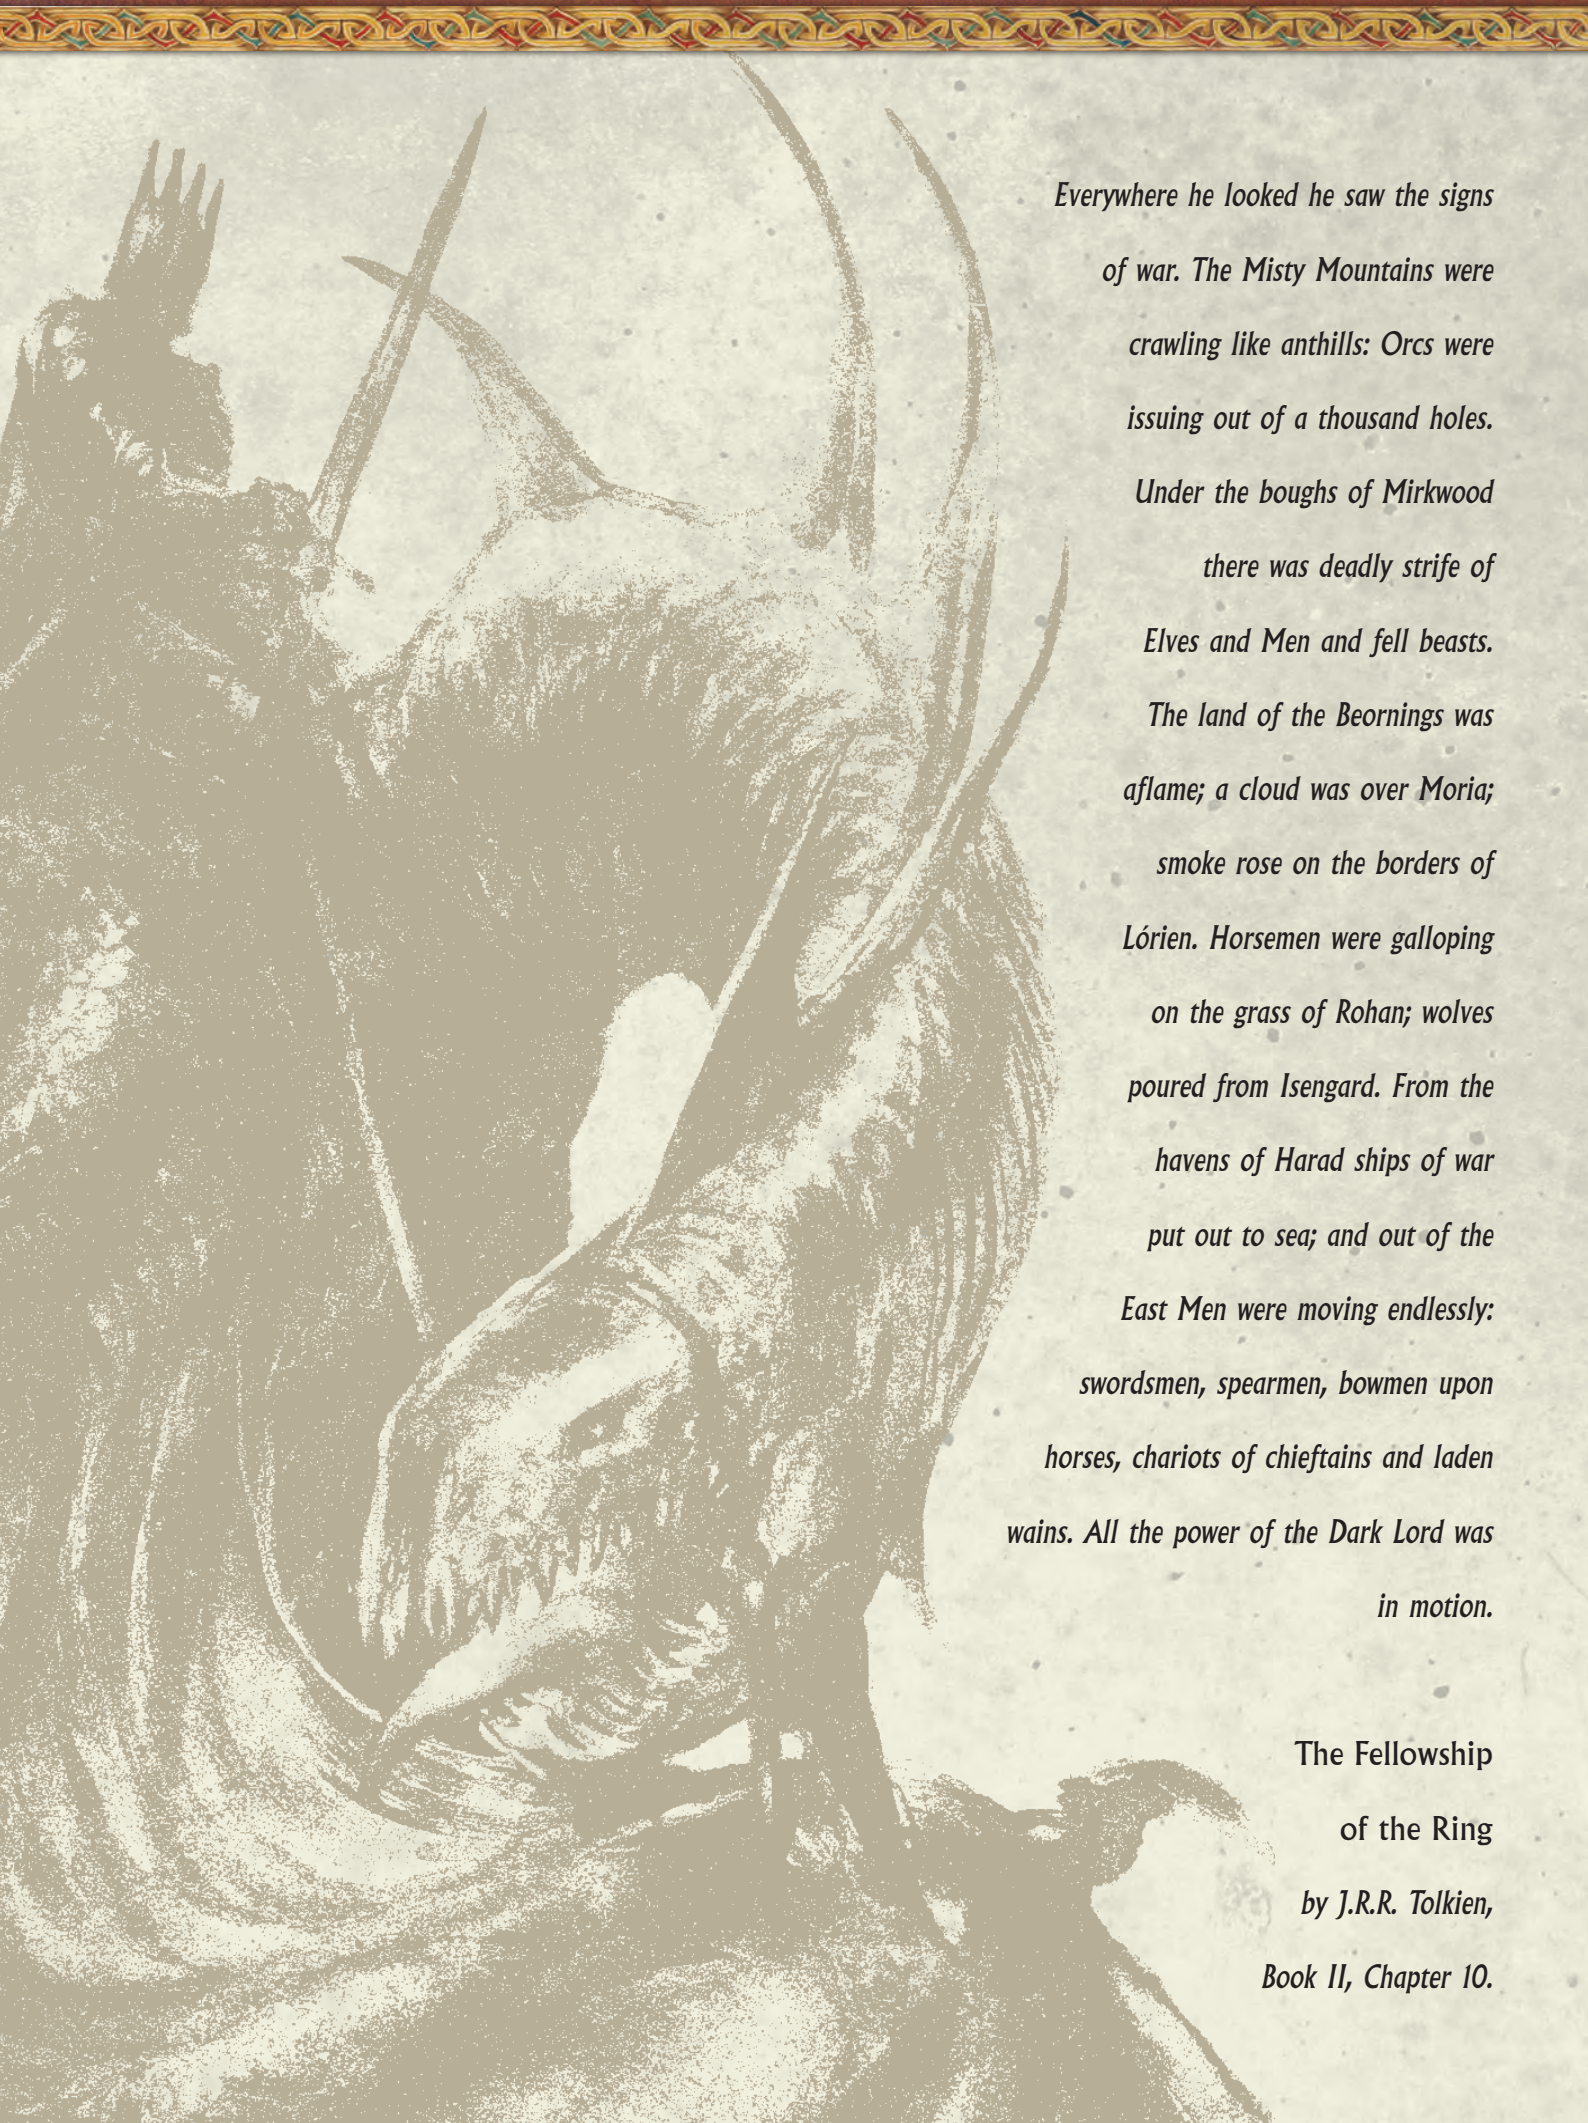 Everywhere he looked he saw the signs
of war. The Misty Mountains were
crawling like anthills: Orcs were
issuing out of a thousand holes.
Under the boughs of Mirkwood
there was deadly strife of
Elves and Men and fell beasts.
The land of the Beornings was
aflame; a cloud was over Moria;
smoke rose on the borders of
Lórien. Horsemen were galloping
on the grass of Rohan; wolves
poured from Isengard. From the
havens of Harad ships of war
put out to sea; and out of the
East Men were moving endlessly:
swordsmen, spearmen, bowmen upon
horses, chariots of chieftains and laden
wains. All the power of the Dark Lord was
in motion.
The Fellowship
of the Ring
by J.R.R. Tolkien,
Book II, Chapter 10.